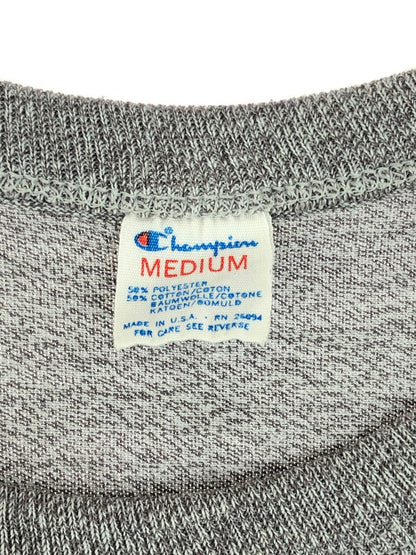 Champion
MEDIUM
50% POLYESTER
50% COTTON/COTON
BAUMWOLLE/COTONE
KATOEN/BOMULD
MADE IN U.S.A. · RN 26094
FOR CARE SEE REVERSE